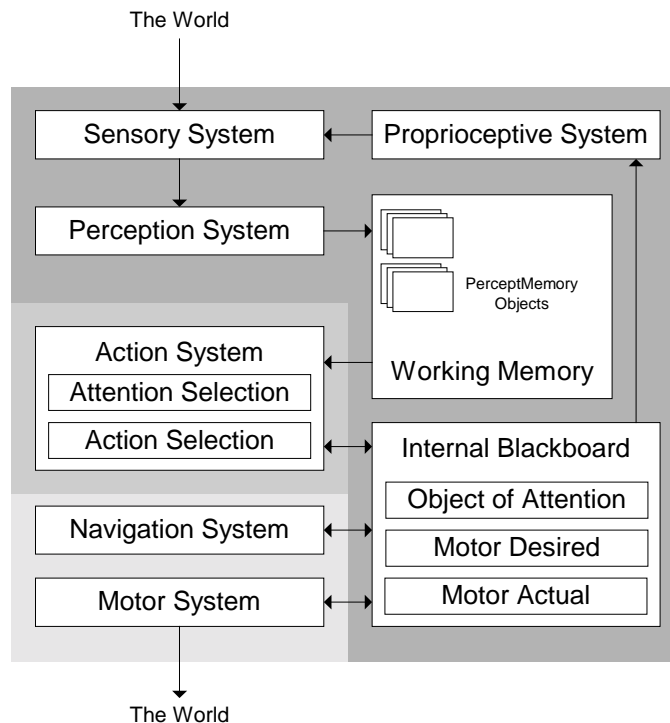 The World
Sensory System
Proprioceptive System
Perception System
PerceptMemory
Objects
Working Memory
Action System
Attention Selection
Action Selection
Internal Blackboard
Object of Attention
Motor Desired
Motor Actual
Navigation System
Motor System
The World